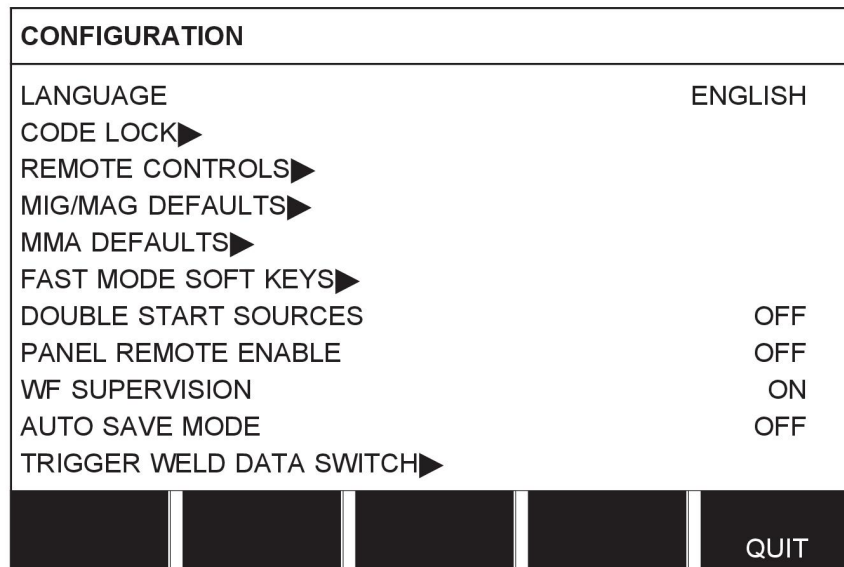 CONFIGURATION
LANGUAGE ENGLISH
CODE LOCK▶
REMOTE CONTROLS▶
MIG/MAG DEFAULTS▶
MMA DEFAULTS▶
FAST MODE SOFT KEYS▶
DOUBLE START SOURCES OFF
PANEL REMOTE ENABLE OFF
WF SUPERVISION ON
AUTO SAVE MODE OFF
TRIGGER WELD DATA SWITCH▶
QUIT